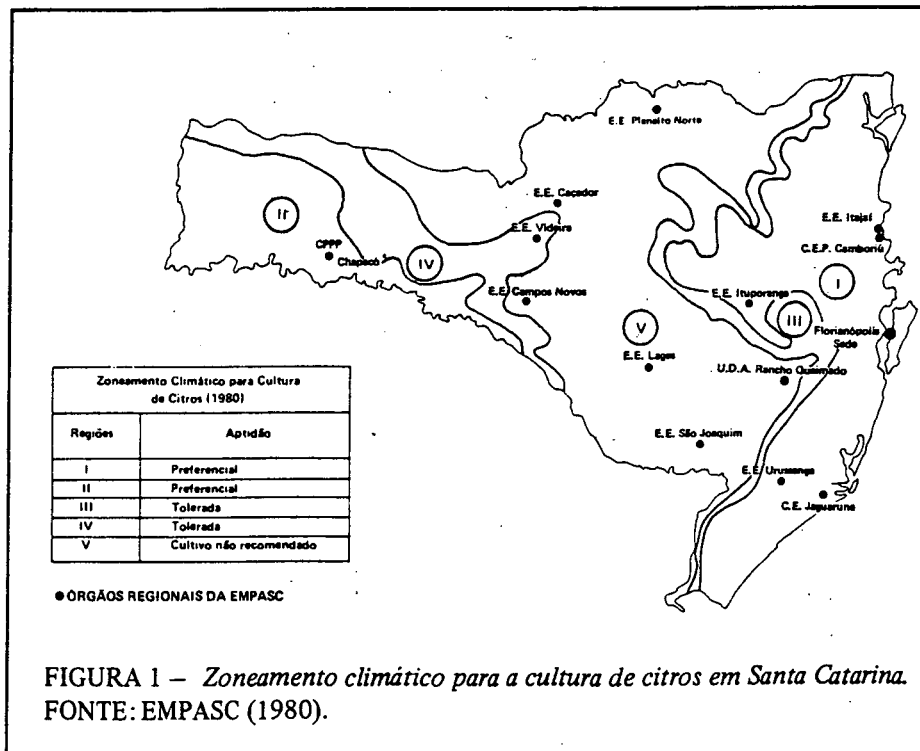 E.E. Planalto Norte
E.E. Caçador
E.E. Videira
E.E. Itajaí
C.E.P. Camboriú
II
CPPP
Chapecó
IV
I
E.E. Campos Novos
E.E. Ituporanga
III
V
Florianópolis
Sede
E.E. Lages
U.D.A. Rancho Queimado
E.E. São Joaquim
E.E. Urussanga
C.E. Jaguaruna
Zoneamento Climático para Cultura
de Citros (1980)
Regiões Aptidão
I Preferencial
II Preferencial
III Tolerada
IV Tolerada
V Cultivo não recomendado
● ÓRGÃOS REGIONAIS DA EMPASC
FIGURA 1 – Zoneamento climático para a cultura de citros em Santa Catarina.
FONTE: EMPASC (1980).